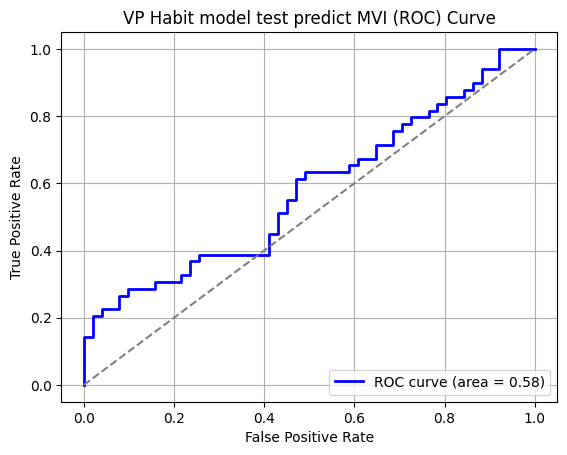 VP Habit model test predict MVI (ROC) Curve
True Positive Rate
1.0
0.8
0.6
0.4
0.2
0.0
ROC curve (area = 0.58)
0.0 0.2 0.4 0.6 0.8 1.0
False Positive Rate